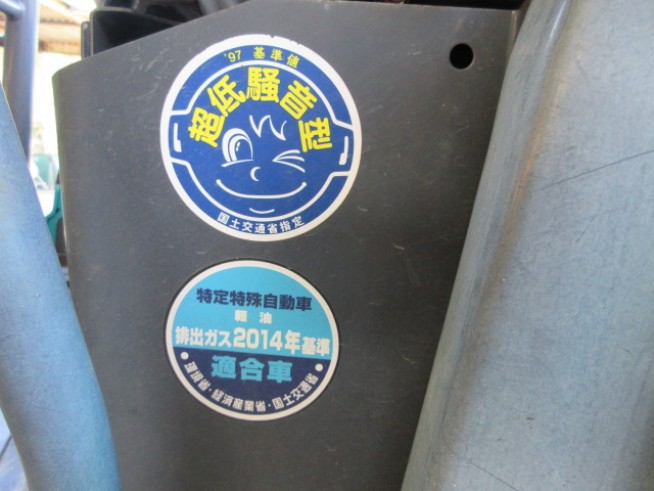 '97 基準値
超低騒音型
国土交通省指定
特定特殊自動車
軽油
排出ガス2014年基準
適合車
環境省・経済産業省・国土交通省